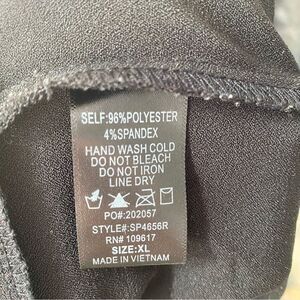 SELF:96%POLYESTER
4%SPANDEX
HAND WASH COLD
DO NOT BLEACH
DO NOT IRON
LINE DRY
PO#:202057
STYLE#:SP4656R
RN# 109617
SIZE:XL
MADE IN VIETNAM